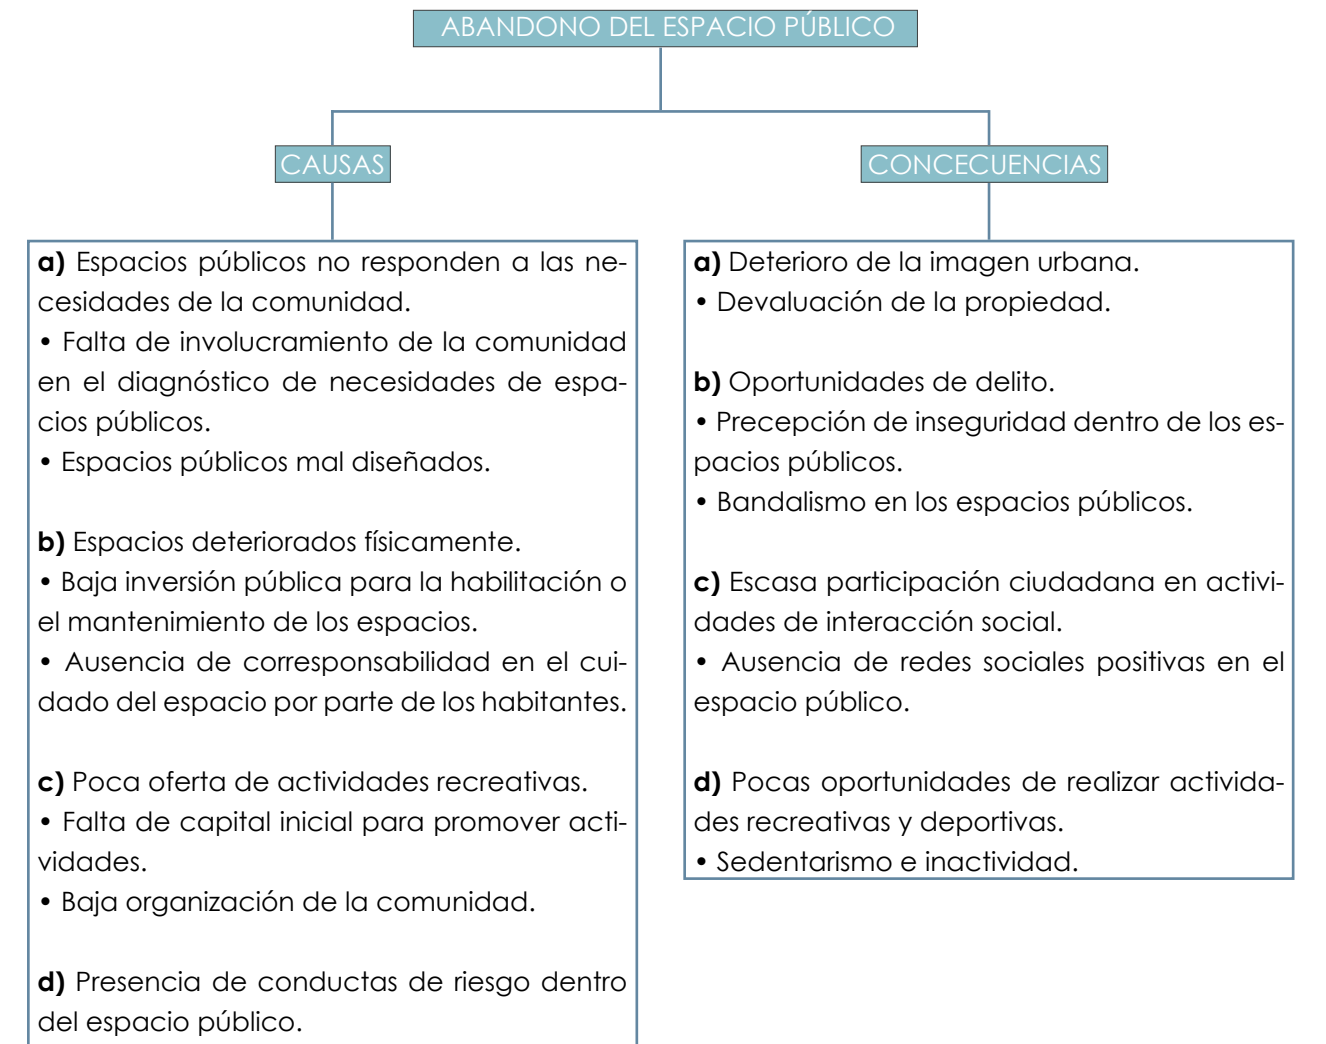 ABANDONO DEL ESPACIO PÚBLICO
CAUSAS
a) Espacios públicos no responden a las ne-
cesidades de la comunidad.
• Falta de involucramiento de la comunidad
en el diagnóstico de necesidades de espa-
cios públicos.
• Espacios públicos mal diseñados.
b) Espacios deteriorados físicamente.
• Baja inversión pública para la habilitación o
el mantenimiento de los espacios.
• Ausencia de corresponsabilidad en el cui-
dado del espacio por parte de los habitantes.
c) Poca oferta de actividades recreativas.
• Falta de capital inicial para promover acti-
vidades.
• Baja organización de la comunidad.
d) Presencia de conductas de riesgo dentro
del espacio público.
CONCECUENCIAS
a) Deterioro de la imagen urbana.
• Devaluación de la propiedad.
b) Oportunidades de delito.
• Precepción de inseguridad dentro de los es-
pacios públicos.
• Bandalismo en los espacios públicos.
c) Escasa participación ciudadana en activi-
dades de interacción social.
• Ausencia de redes sociales positivas en el
espacio público.
d) Pocas oportunidades de realizar activida-
des recreativas y deportivas.
• Sedentarismo e inactividad.